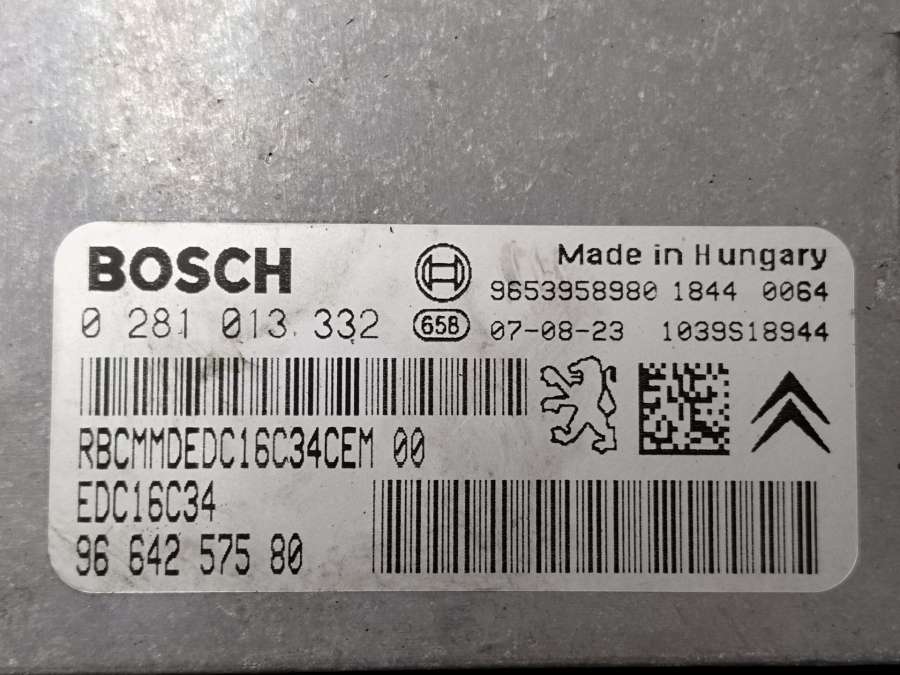 BOSCH
Made in Hungary
9653958980 1844 0064
0 281 013 332
658 07-08-23 1039S18944
RBCMMDEDC16C34CEM 00
EDC16C34
96 642 575 80